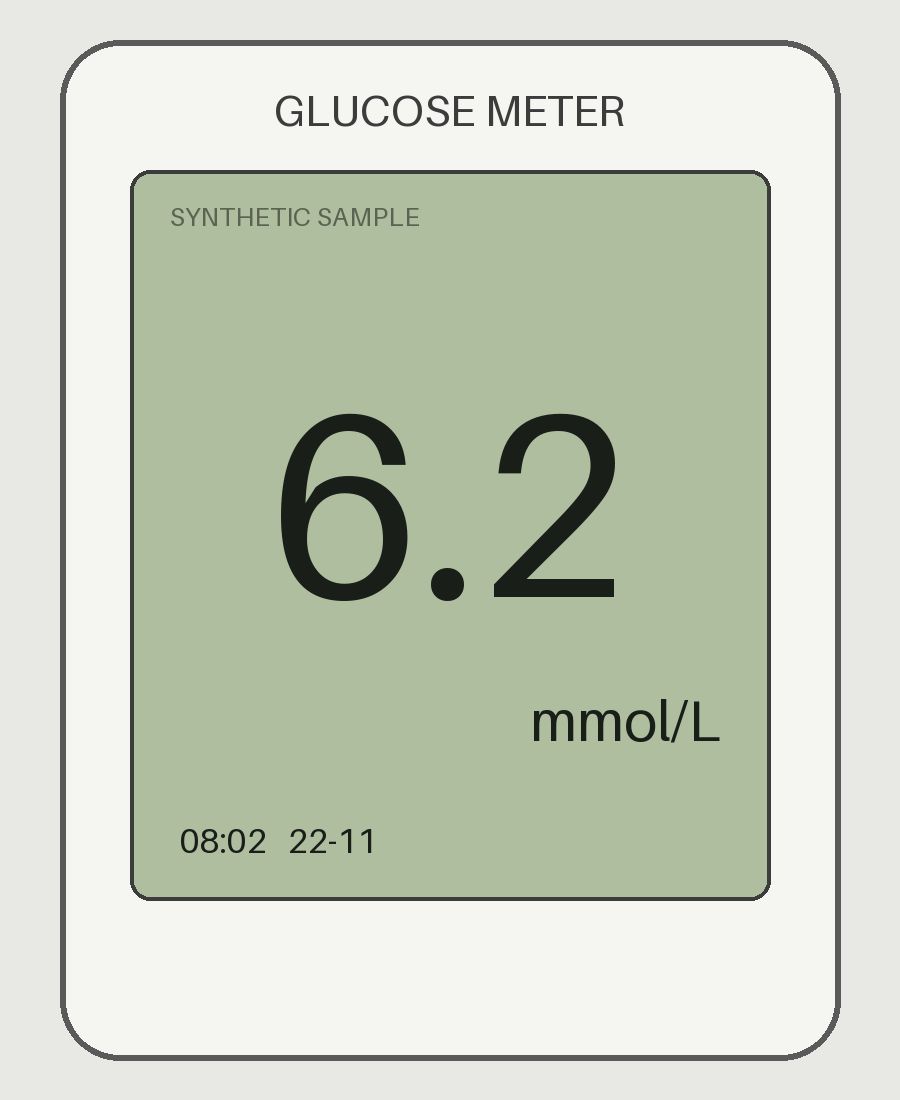 GLUCOSE METER
SYNTHETIC SAMPLE
6.2
mmol/L
08:02 22-11